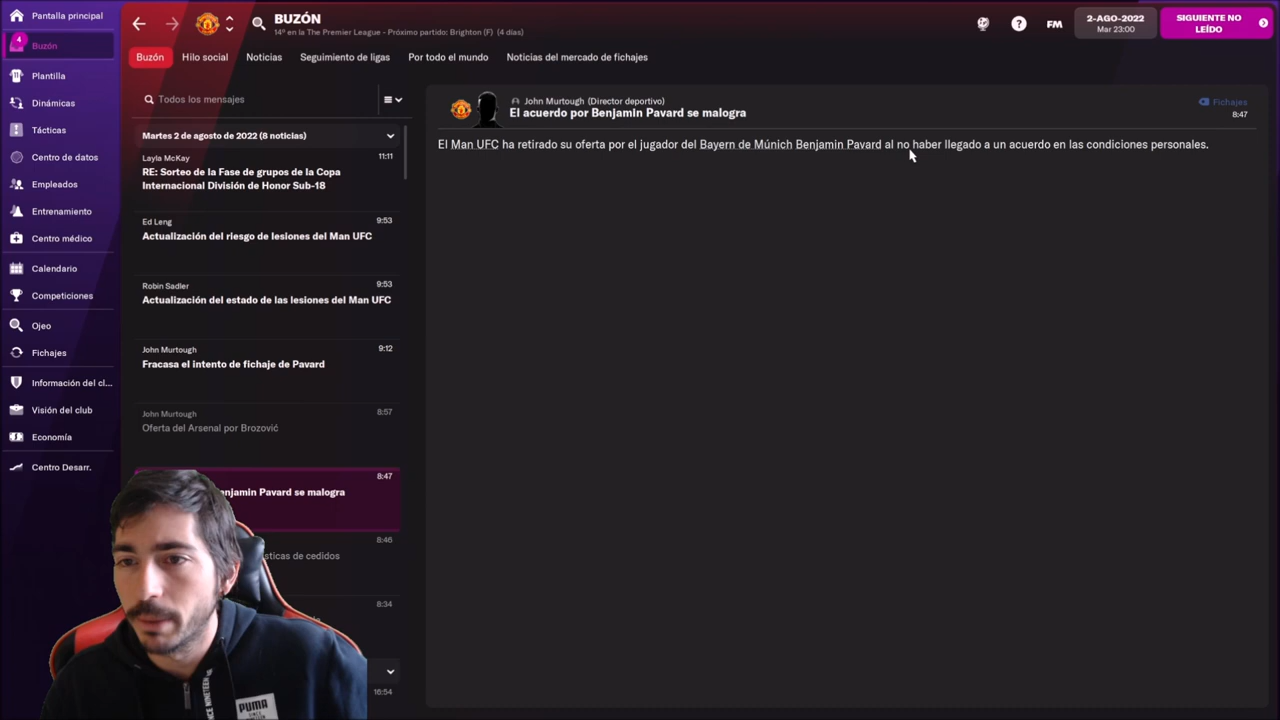 Pantalla principal
4
Buzón
Plantilla
Dinámicas
Tácticas
Centro de datos
Empleados
Entrenamiento
Centro médico
Calendario
Competiciones
Ojeo
Fichajes
Información del cl...
Visión del club
Economía
Centro Desarr.
BUZÓN
14º en la The Premier League - Próximo partido: Brighton (F) (4 días)
?
FM
2-AGO-2022
Mar 23:00
SIGUIENTE NO
LEÍDO
Buzón
Hilo social
Noticias
Seguimiento de ligas
Por todo el mundo
Noticias del mercado de fichajes
Todos los mensajes
Martes 2 de agosto de 2022 (8 noticias)
Layla McKay
11:11
RE: Sorteo de la Fase de grupos de la Copa
Internacional División de Honor Sub-18
Ed Leng
9:53
Actualización del riesgo de lesiones del Man UFC
Robin Sadler
9:53
Actualización del estado de las lesiones del Man UFC
John Murtough
9:12
Fracasa el intento de fichaje de Pavard
John Murtough
8:57
Oferta del Arsenal por Brozović
8:47
enjamin Pavard se malogra
8:46
sticas de cedidos
8:34
16:54
John Murtough (Director deportivo)
El acuerdo por Benjamin Pavard se malogra
Fichajes
8:47
El Man UFC ha retirado su oferta por el jugador del Bayern de Múnich Benjamin Pavard al no haber llegado a un acuerdo en las condiciones personales.
PUMA